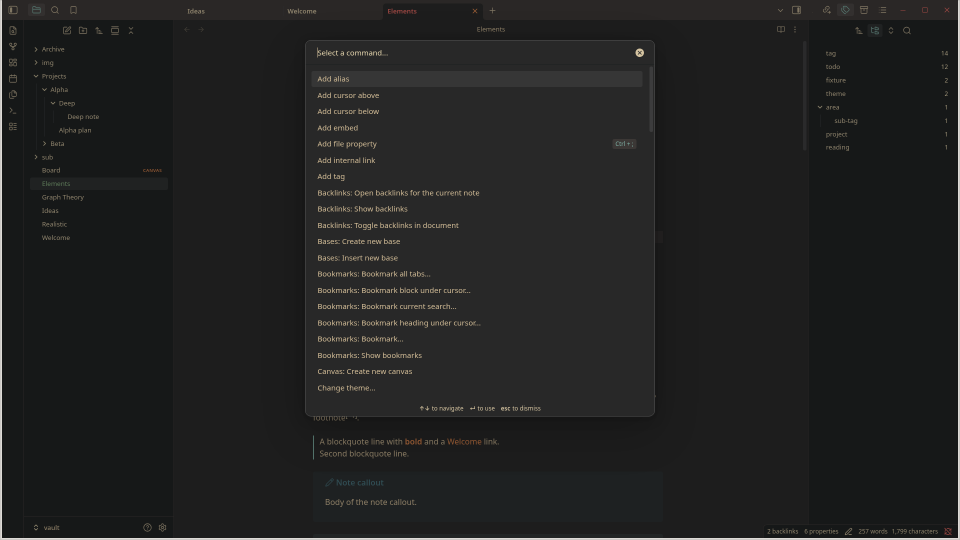 Ideas
Welcome
Elements
Elements
Archive
img
Projects
Alpha
Deep
Deep note
Alpha plan
Beta
sub
Board
CANVAS
Elements
Graph Theory
Ideas
Realistic
Welcome
vault
Select a command...
Add alias
Add cursor above
Add cursor below
Add embed
Add file property
Ctrl + ;
Add internal link
Add tag
Backlinks: Open backlinks for the current note
Backlinks: Show backlinks
Backlinks: Toggle backlinks in document
Bases: Create new base
Bases: Insert new base
Bookmarks: Bookmark all tabs...
Bookmarks: Bookmark block under cursor...
Bookmarks: Bookmark current search...
Bookmarks: Bookmark heading under cursor...
Bookmarks: Bookmark...
Bookmarks: Show bookmarks
Canvas: Create new canvas
Change theme...
↑↓ to navigate ↵ to use esc to dismiss
A blockquote line with bold and a Welcome link.
Second blockquote line.
Note callout
Body of the note callout.
tag 14
todo 12
fixture 2
theme 2
area 1
sub-tag 1
project 1
reading 1
2 backlinks 6 properties 257 words 1,799 characters